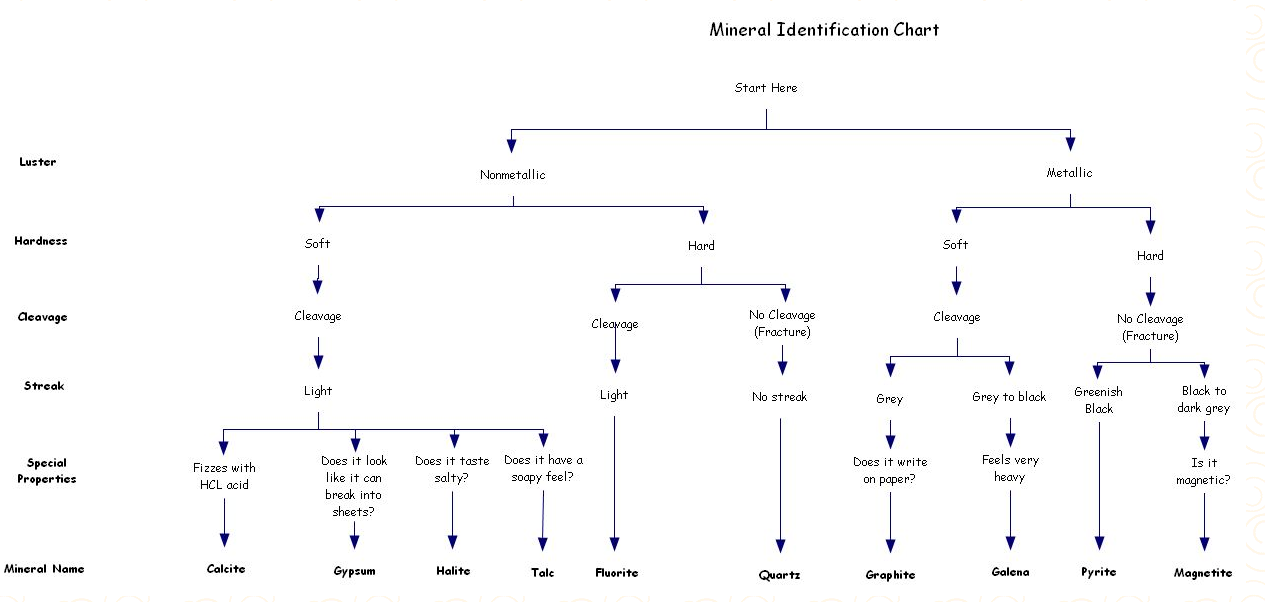 Mineral Identification Chart
Start Here
Luster
Nonmetallic
Metallic
Hardness
Soft
Hard
Soft
Hard
Cleavage
Cleavage
Cleavage
No Cleavage
(Fracture)
Cleavage
No Cleavage
(Fracture)
Streak
Light
Light
No streak
Grey
Grey to black
Greenish
Black
Black to
dark grey
Special
Properties
Fizzes with
HCL acid
Does it look
like it can
break into
sheets?
Does it taste
salty?
Does it have a
soapy feel?
Does it write
on paper?
Feels very
heavy
Is it
magnetic?
Mineral Name
Calcite
Gypsum
Halite
Talc
Fluorite
Quartz
Graphite
Galena
Pyrite
Magnetite